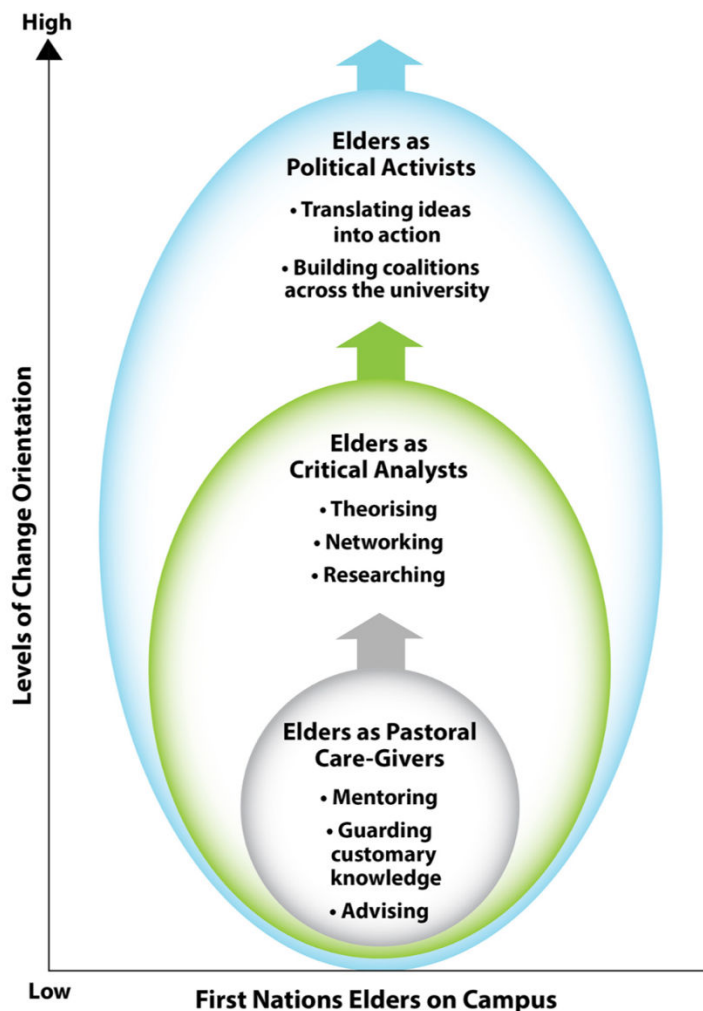 High
Elders as
Political Activists
• Translating ideas
into action
• Building coalitions
across the university
Levels of Change Orientation
Elders as
Critical Analysts
• Theorising
• Networking
• Researching
Elders as Pastoral
Care-Givers
• Mentoring
• Guarding
customary
knowledge
• Advising
Low
First Nations Elders on Campus